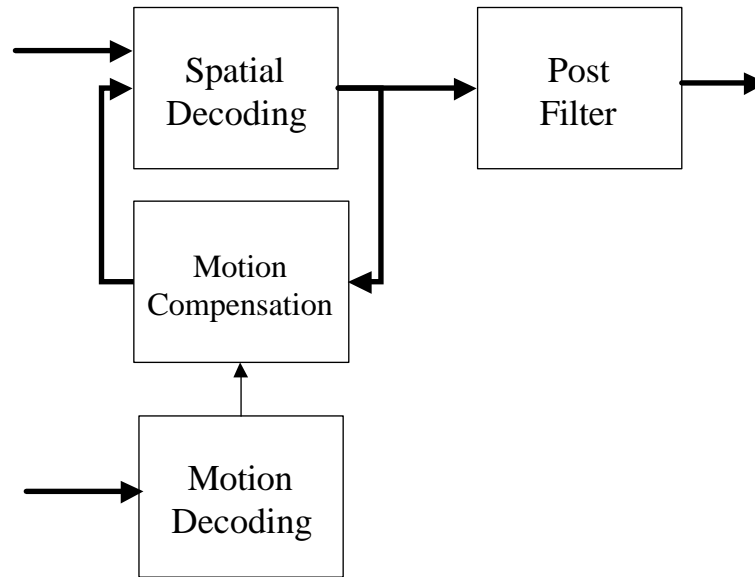 Spatial
Decoding
Post
Filter
Motion
Compensation
Motion
Decoding